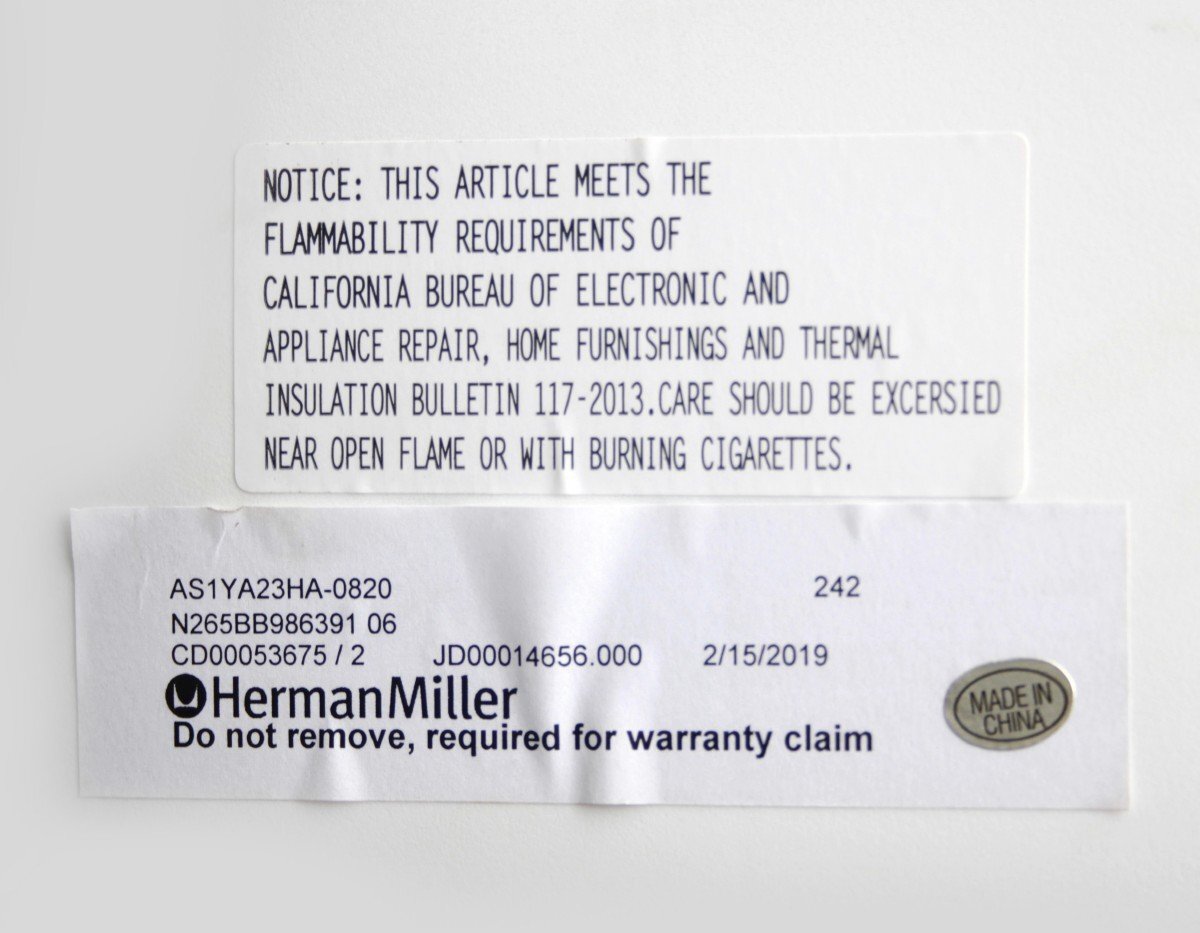 NOTICE: THIS ARTICLE MEETS THE
FLAMMABILITY REQUIREMENTS OF
CALIFORNIA BUREAU OF ELECTRONIC AND
APPLIANCE REPAIR, HOME FURNISHINGS AND THERMAL
INSULATION BULLETIN 117-2013.CARE SHOULD BE EXCERSIED
NEAR OPEN FLAME OR WITH BURNING CIGARETTES.
AS1YA23HA-0820 242
N265BB986391 06
CD00053675 / 2 JD00014656.000 2/15/2019
HermanMiller
Do not remove, required for warranty claim
MADE IN
CHINA